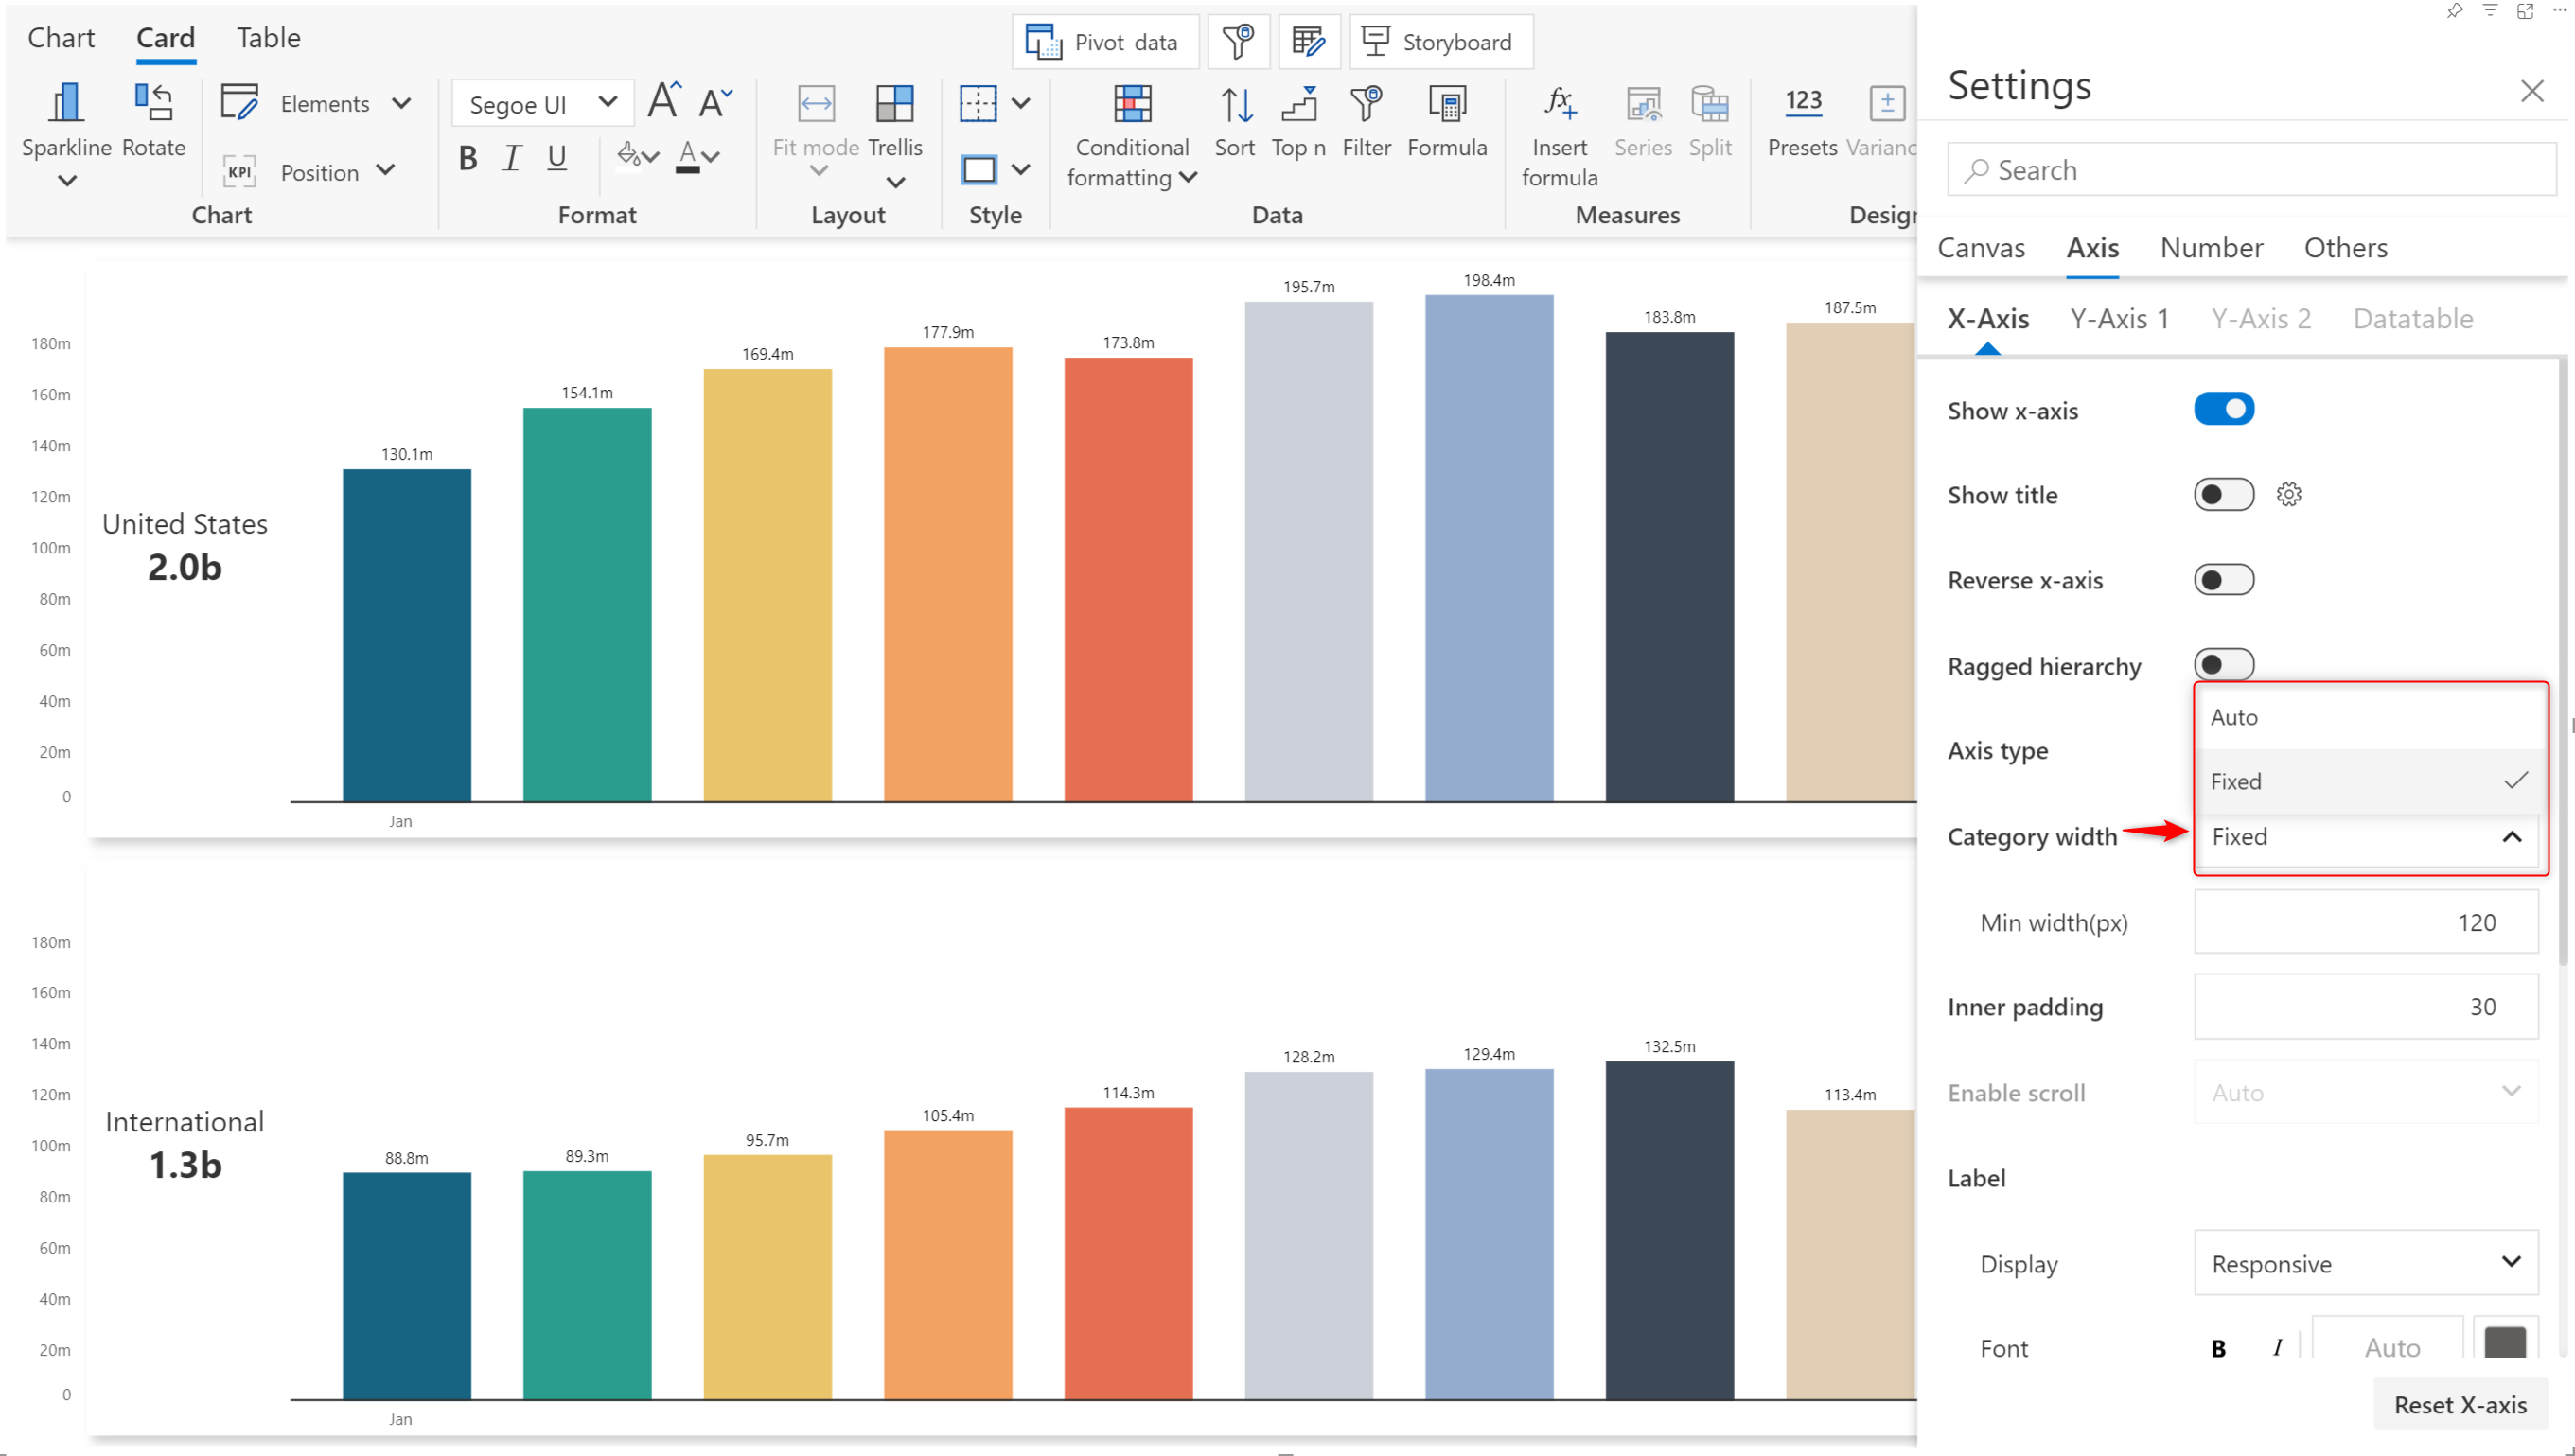 Chart Card Table
Pivot data Storyboard
Sparkline Rotate
Elements
KPI Position
Chart
Segoe UI A A
B I U A
Format
Fit mode Trellis
Layout
Style
Conditional formatting Sort Top n Filter Formula
Data
fx Insert formula Series Split
Measures
123 Presets Varianc
Design
195.7m 198.4m
183.8m 187.5m
177.9m 173.8m
169.4m
154.1m
130.1m
180m
160m
140m
120m
100m
80m
60m
40m
20m
0
United States
2.0b
Jan
180m
160m
140m
120m
100m
80m
60m
40m
20m
0
International
1.3b
88.8m 89.3m 95.7m 105.4m 114.3m 128.2m 129.4m 132.5m 113.4m
Jan
Settings
Search
Canvas Axis Number Others
X-Axis Y-Axis 1 Y-Axis 2 Datatable
Show x-axis
Show title
Reverse x-axis
Ragged hierarchy
Auto
Axis type
Fixed
Category width Fixed
Min width(px) 120
Inner padding 30
Enable scroll Auto
Label
Display Responsive
Font B I Auto
Reset X-axis